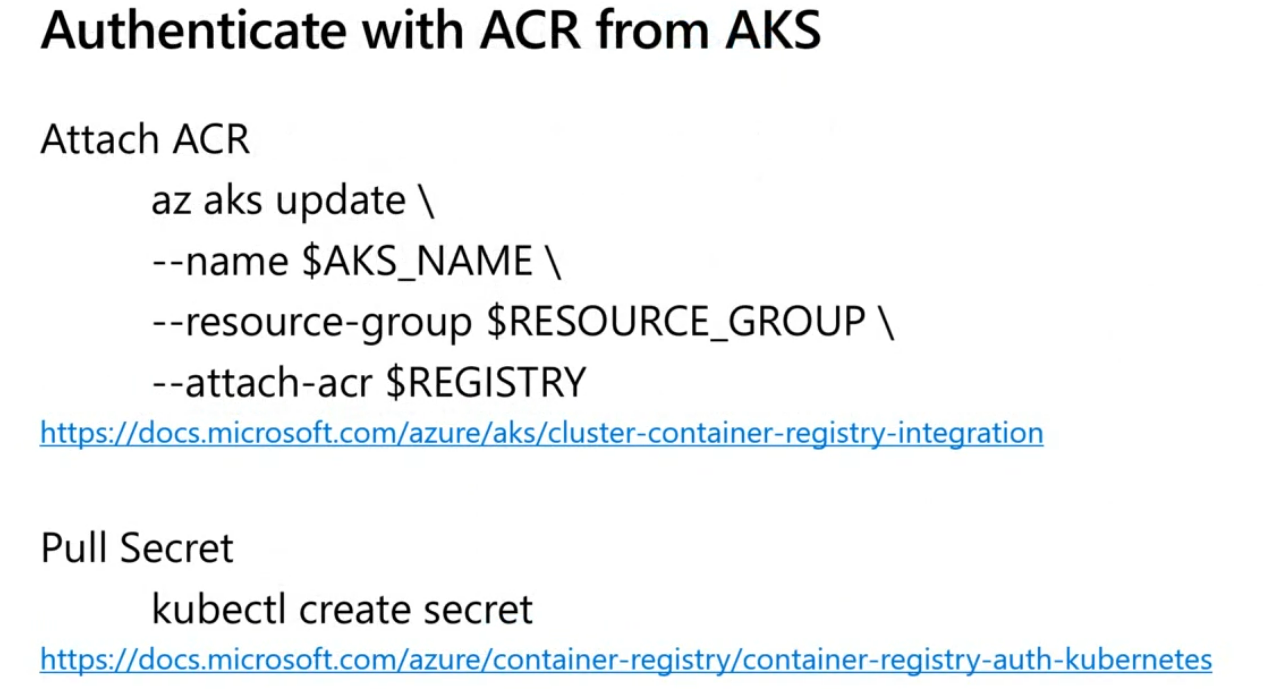 Authenticate with ACR from AKS
Attach ACR
az aks update \
--name $AKS_NAME \
--resource-group $RESOURCE_GROUP \
--attach-acr $REGISTRY
https://docs.microsoft.com/azure/aks/cluster-container-registry-integration
Pull Secret
kubectl create secret
https://docs.microsoft.com/azure/container-registry/container-registry-auth-kubernetes